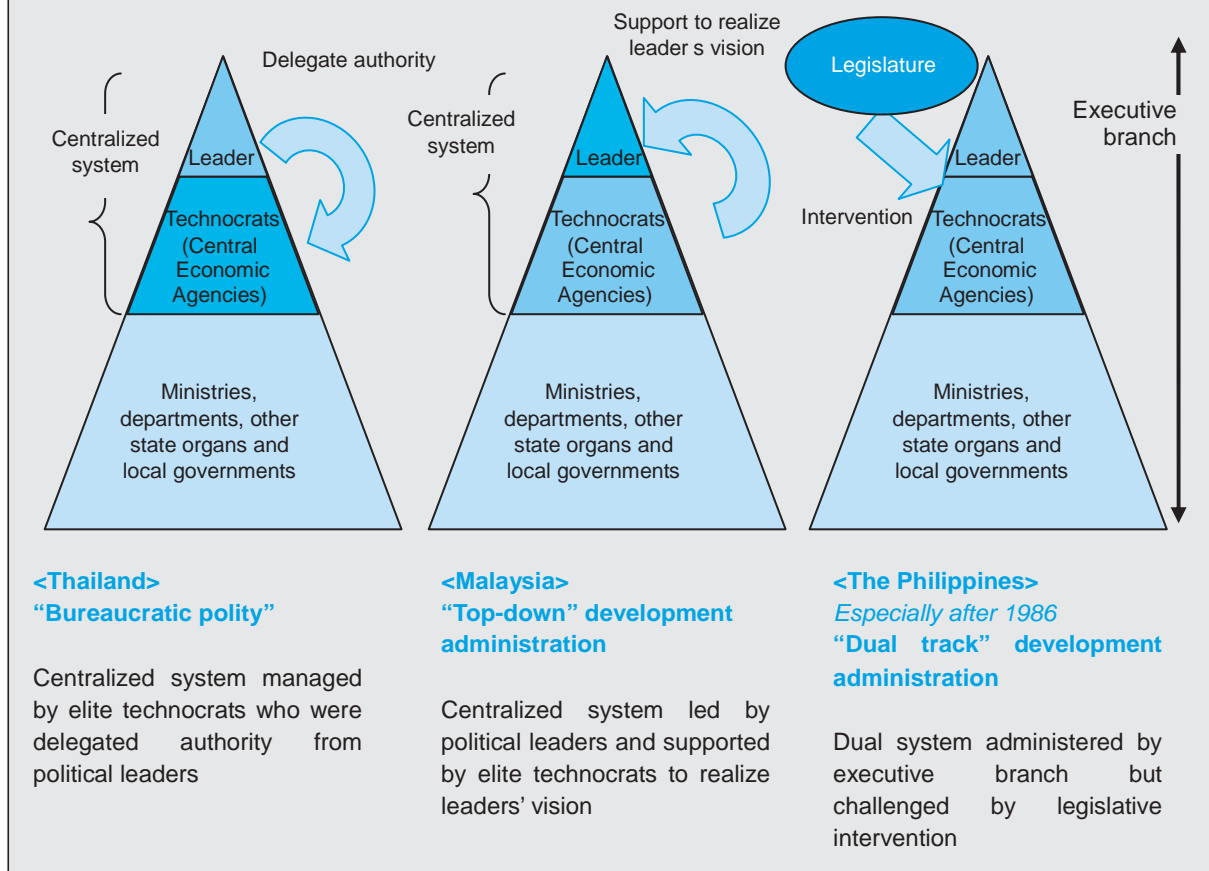 Delegate authority
Centralized
system
Leader
Technocrats
(Central
Economic
Agencies)
Ministries,
departments, other
state organs and
local governments
Support to realize
leader s vision
Centralized
system
Leader
Technocrats
(Central
Economic
Agencies)
Ministries,
departments, other
state organs and
local governments
Legislature
Intervention
Leader
Technocrats
(Central
Economic
Agencies)
Ministries,
departments, other
state organs and
local governments
Executive
branch
<Thailand>
“Bureaucratic polity”
Centralized system managed
by elite technocrats who were
delegated authority from
political leaders
<Malaysia>
“Top-down” development
administration
Centralized system led by
political leaders and supported
by elite technocrats to realize
leaders’ vision
<The Philippines>
Especially after 1986
“Dual track” development
administration
Dual system administered by
executive branch but
challenged by legislative
intervention